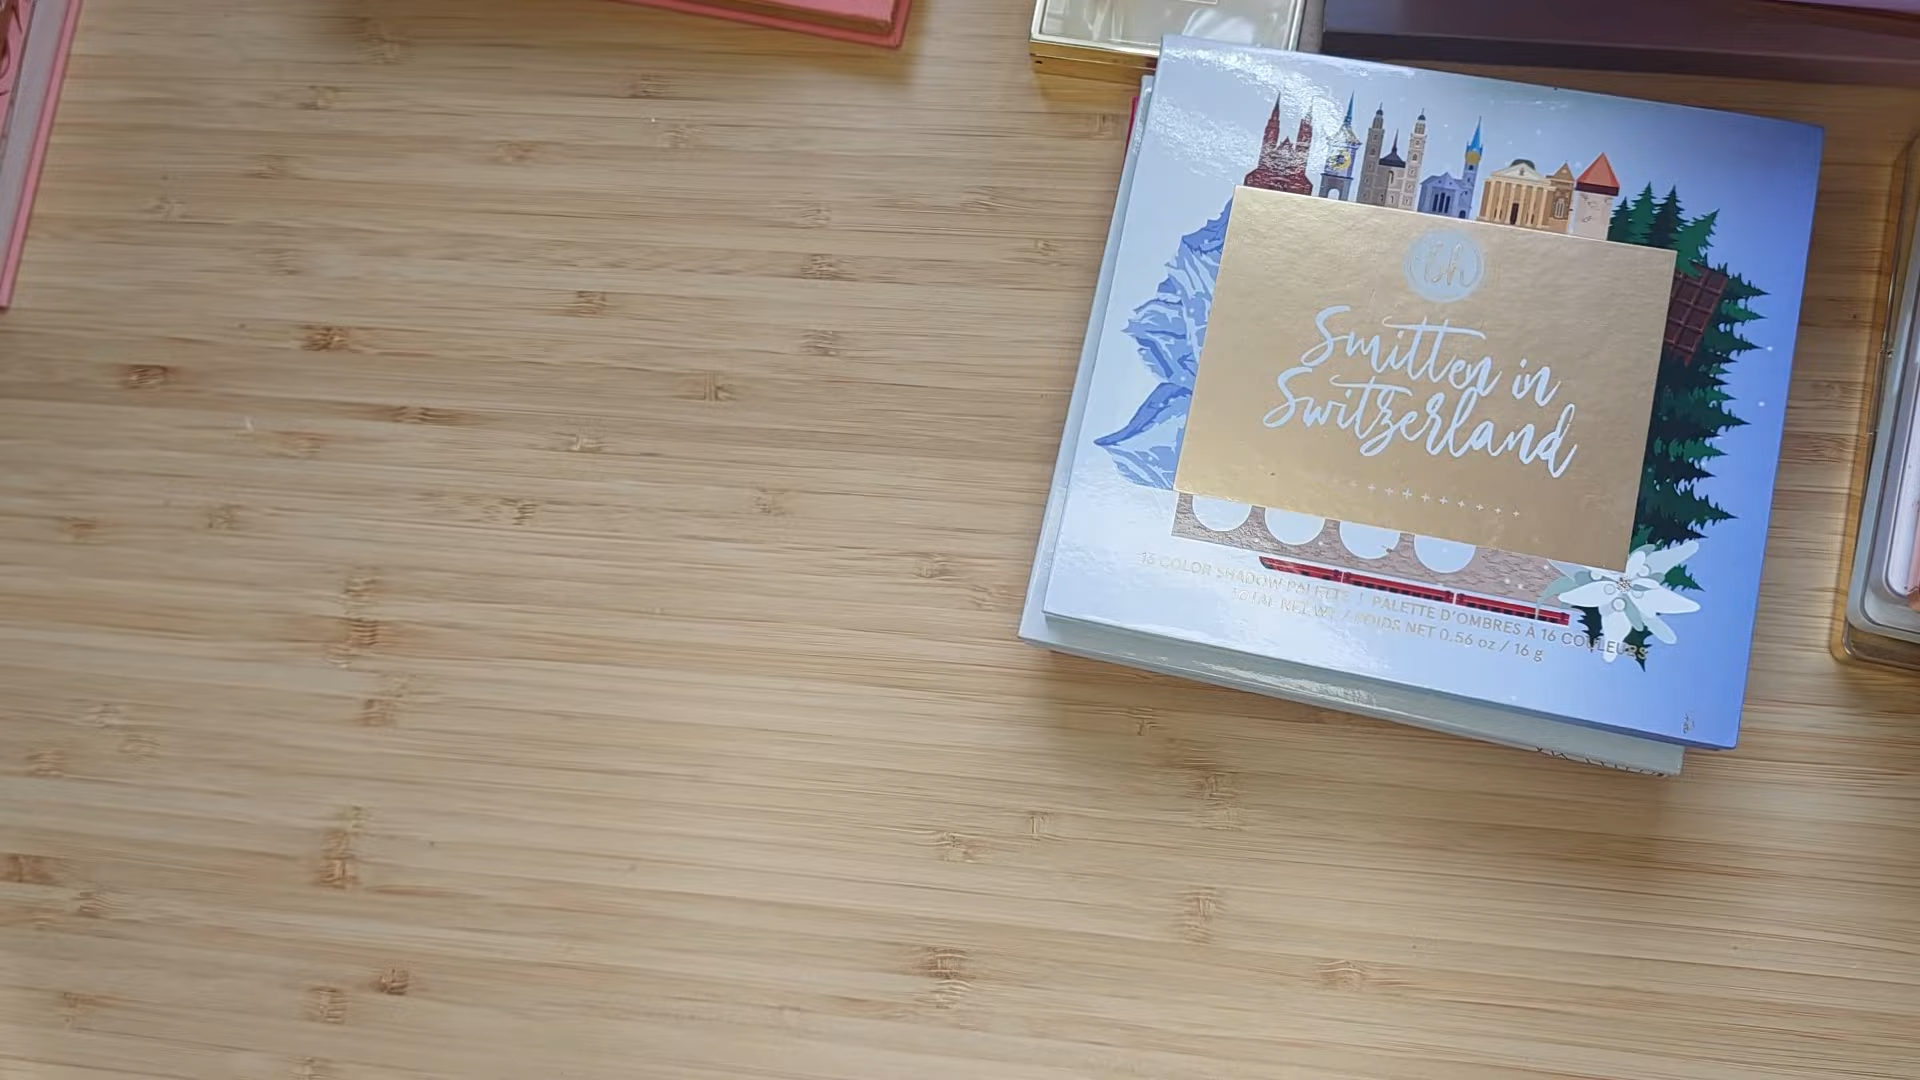 bh
Smitten in
Switzerland
16 COLOR SHADOW PALETTE / PALETTE D'OMBRES À 16 COULEURS
TOTAL NET WT / POIDS NET 0.56 oz / 16 g